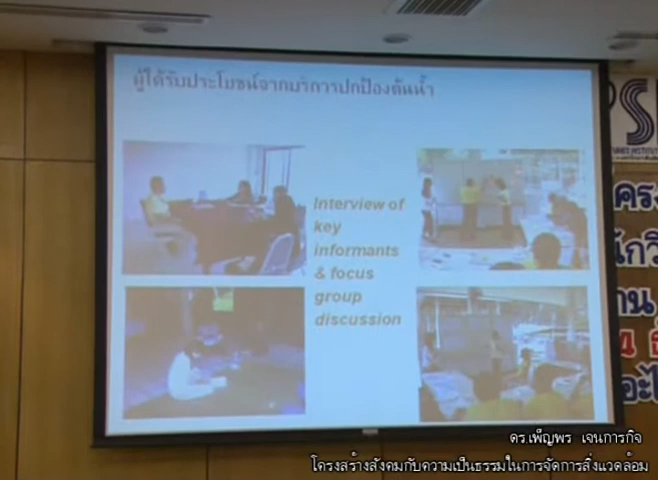 ผู้ได้รับประโยชน์จากบริการปกป้องต้นน้ำ
Interview of
key
informants
& focus
group
discussion
PS
ดร.เพ็ญพร เจนการกิจ
โครงสร้างสังคมกับความเป็นธรรมในการจัดการสิ่งแวดล้อม